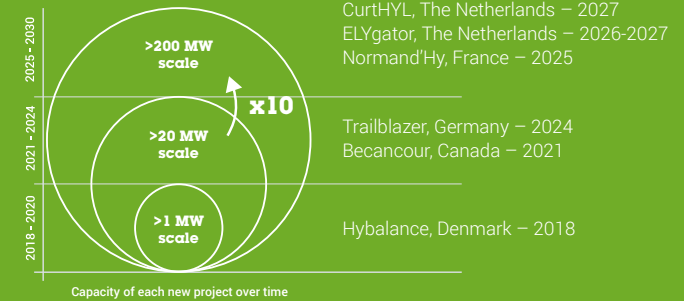 CurtHYL, The Netherlands – 2027
ELYgator, The Netherlands – 2026-2027
Normand'Hy, France – 2025
2025 - 2030
>200 MW
scale
x10
Trailblazer, Germany – 2024
Becancour, Canada – 2021
2021 - 2024
>20 MW
scale
Hybalance, Denmark – 2018
2018 - 2020
>1 MW
scale
Capacity of each new project over time